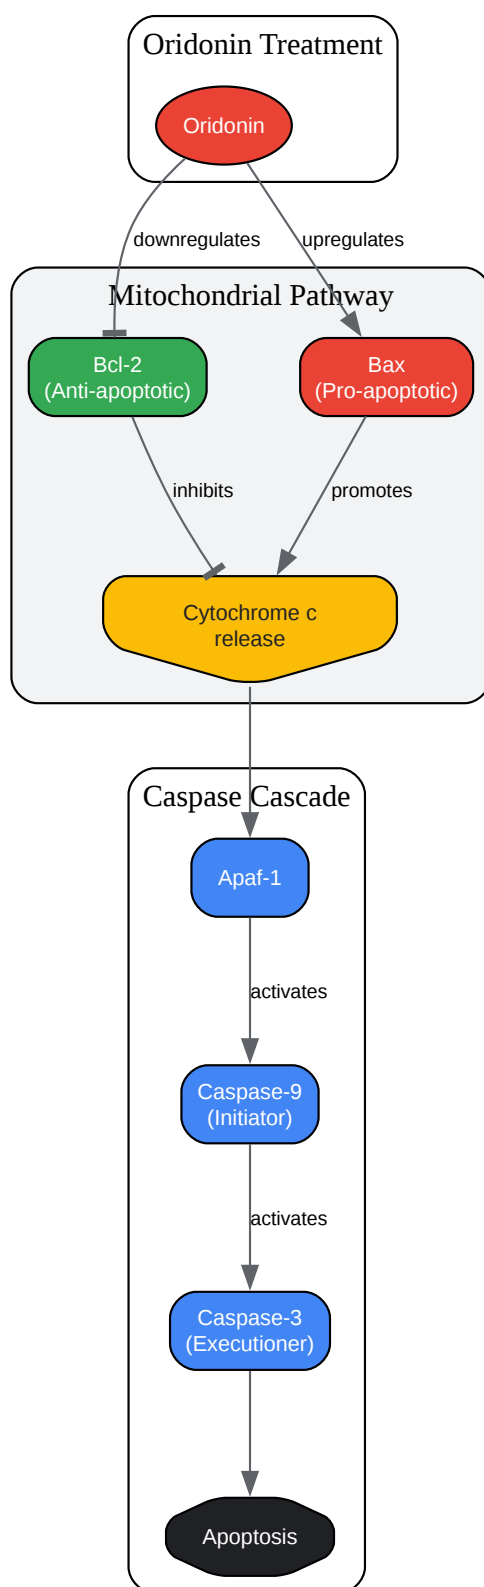 Oridonin Treatment
Oridonin
downregulates
upregulates
Mitochondrial Pathway
Bcl-2
(Anti-apoptotic)
Bax
(Pro-apoptotic)
inhibits
promotes
Cytochrome c
release
Caspase Cascade
Apaf-1
activates
Caspase-9
(Initiator)
activates
Caspase-3
(Executioner)
Apoptosis